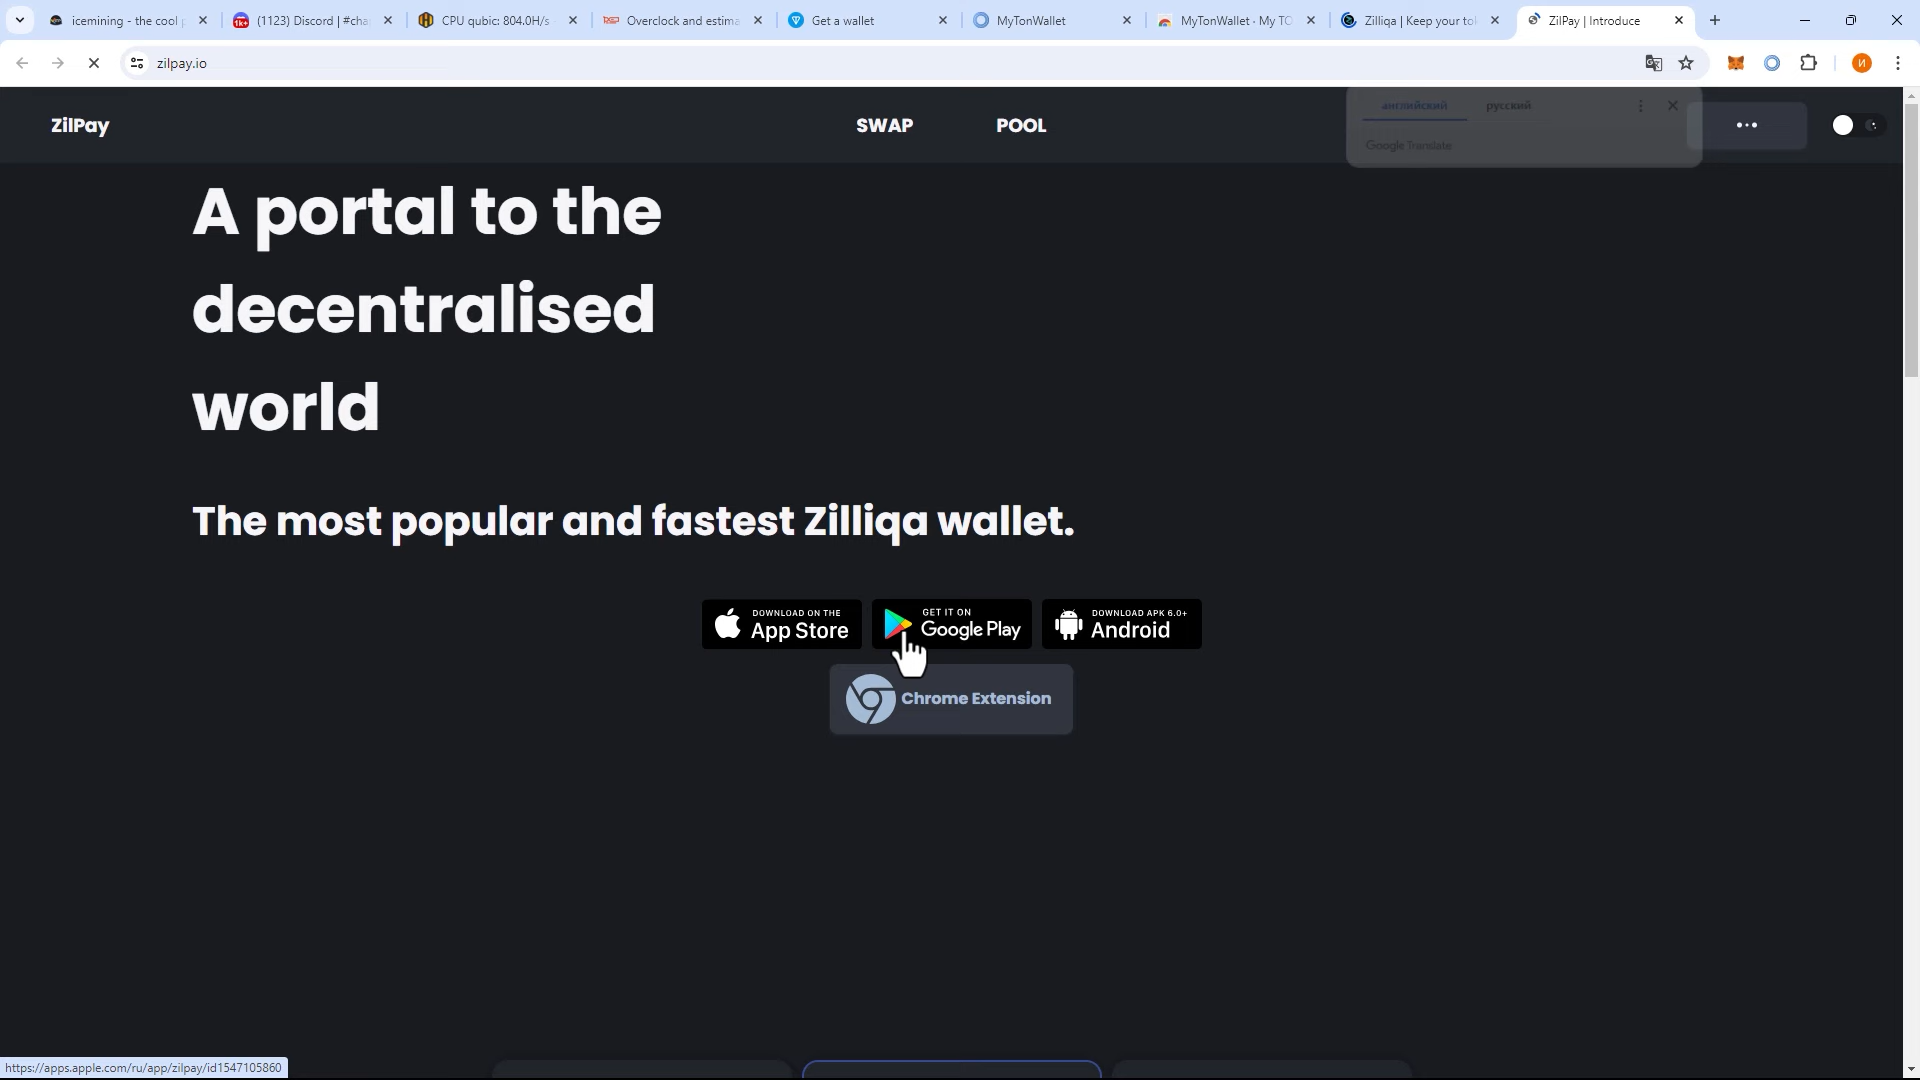 icemining - the cool p
(1123) Discord | #cha
CPU qubic: 804.0H/s
Overclock and estima
Get a wallet
MyTonWallet
MyTonWallet · My TO
Zilliqa | Keep your to
ZilPay | Introduce
zilpay.io
И
ZilPay
SWAP
POOL
английский
русский
Google Translate
A portal to the
decentralised
world
The most popular and fastest Zilliqa wallet.
DOWNLOAD ON THE
App Store
GET IT ON
Google Play
DOWNLOAD APK 6.0+
Android
Chrome Extension
https://apps.apple.com/ru/app/zilpay/id1547105860